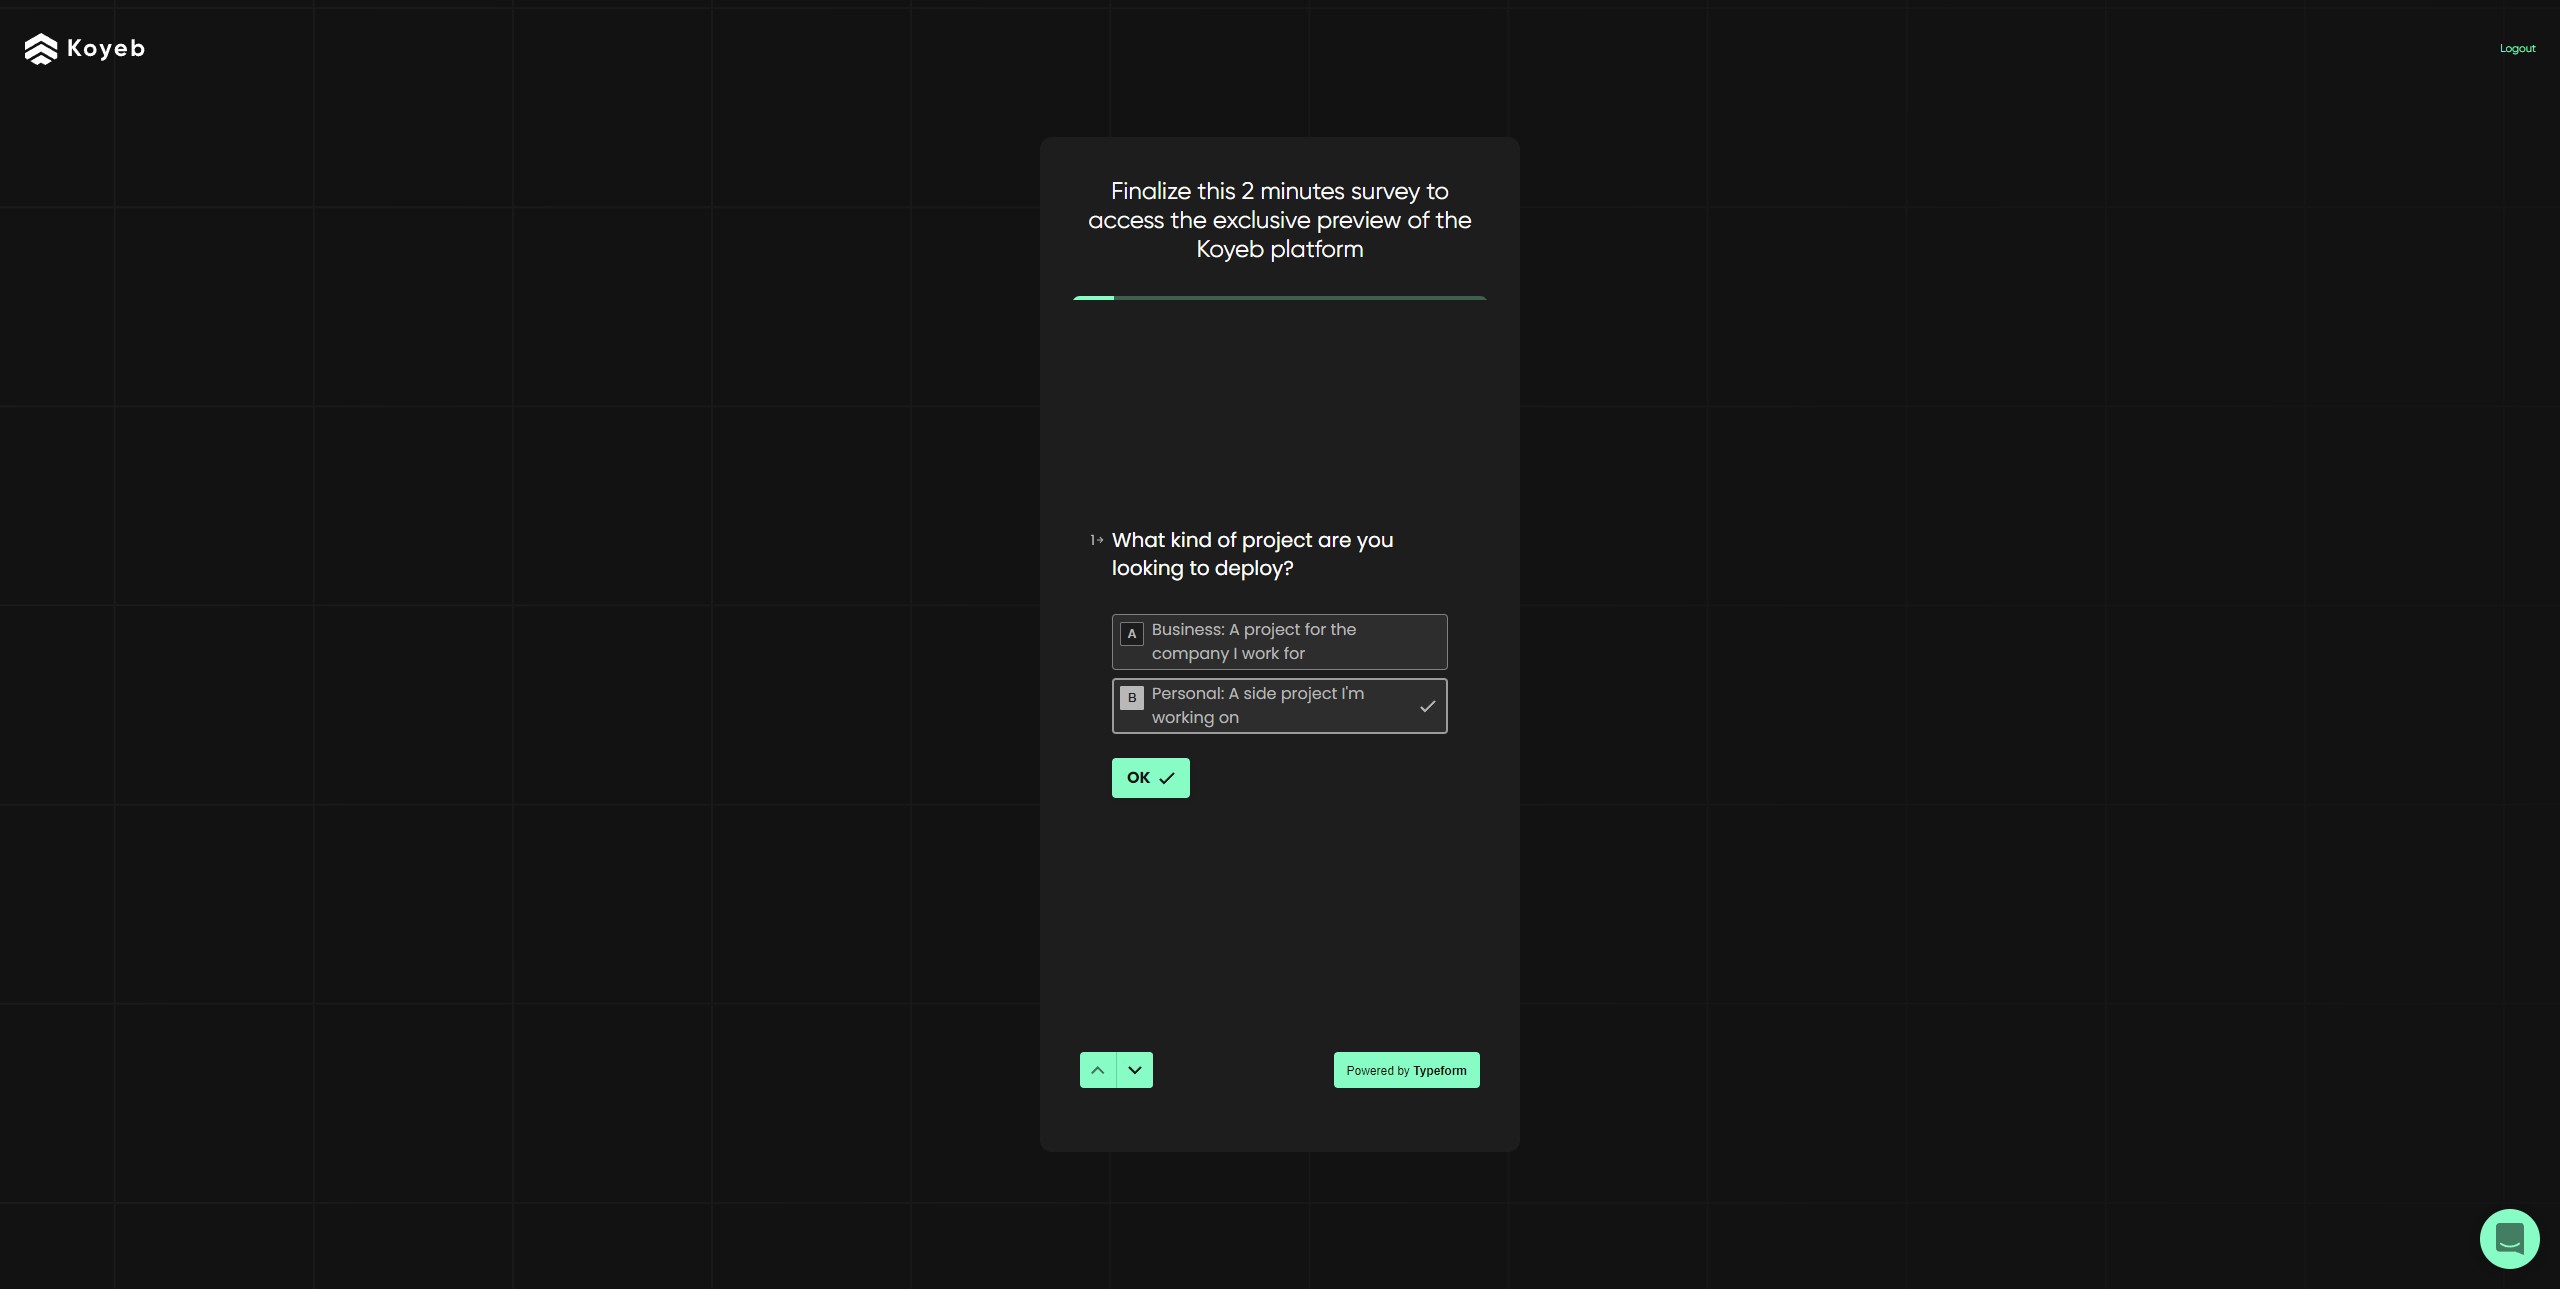 Koyeb
Logout
Finalize this 2 minutes survey to
access the exclusive preview of the
Koyeb platform
1
What kind of project are you
looking to deploy?
A
Business: A project for the
company I work for
B
Personal: A side project I'm
working on
OK
Powered by Typeform